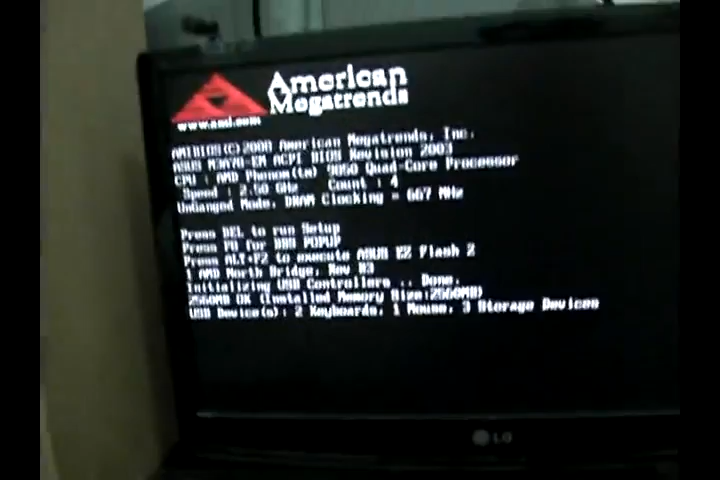 American
Megatrends
www.ami.com
AMIBIOS(C)2008 American Megatrends, Inc.
ASUS M3A78-EM ACPI BIOS Revision 2003
CPU : AMD Phenom(tm) 9850 Quad-Core Processor
Speed : 2.50 GHz Count : 4
Unganged Mode, DRAM Clocking = 667 MHz
Press DEL to run Setup
Press F8 for BBS POPUP
Press ALT+F2 to execute ASUS EZ Flash 2
1 AMD North Bridge, Rev B3
Initializing USB Controllers .. Done.
2560MB OK (Installed Memory Size:2560MB)
USB Device(s): 2 Keyboards, 1 Mouse, 3 Storage Devices
LG